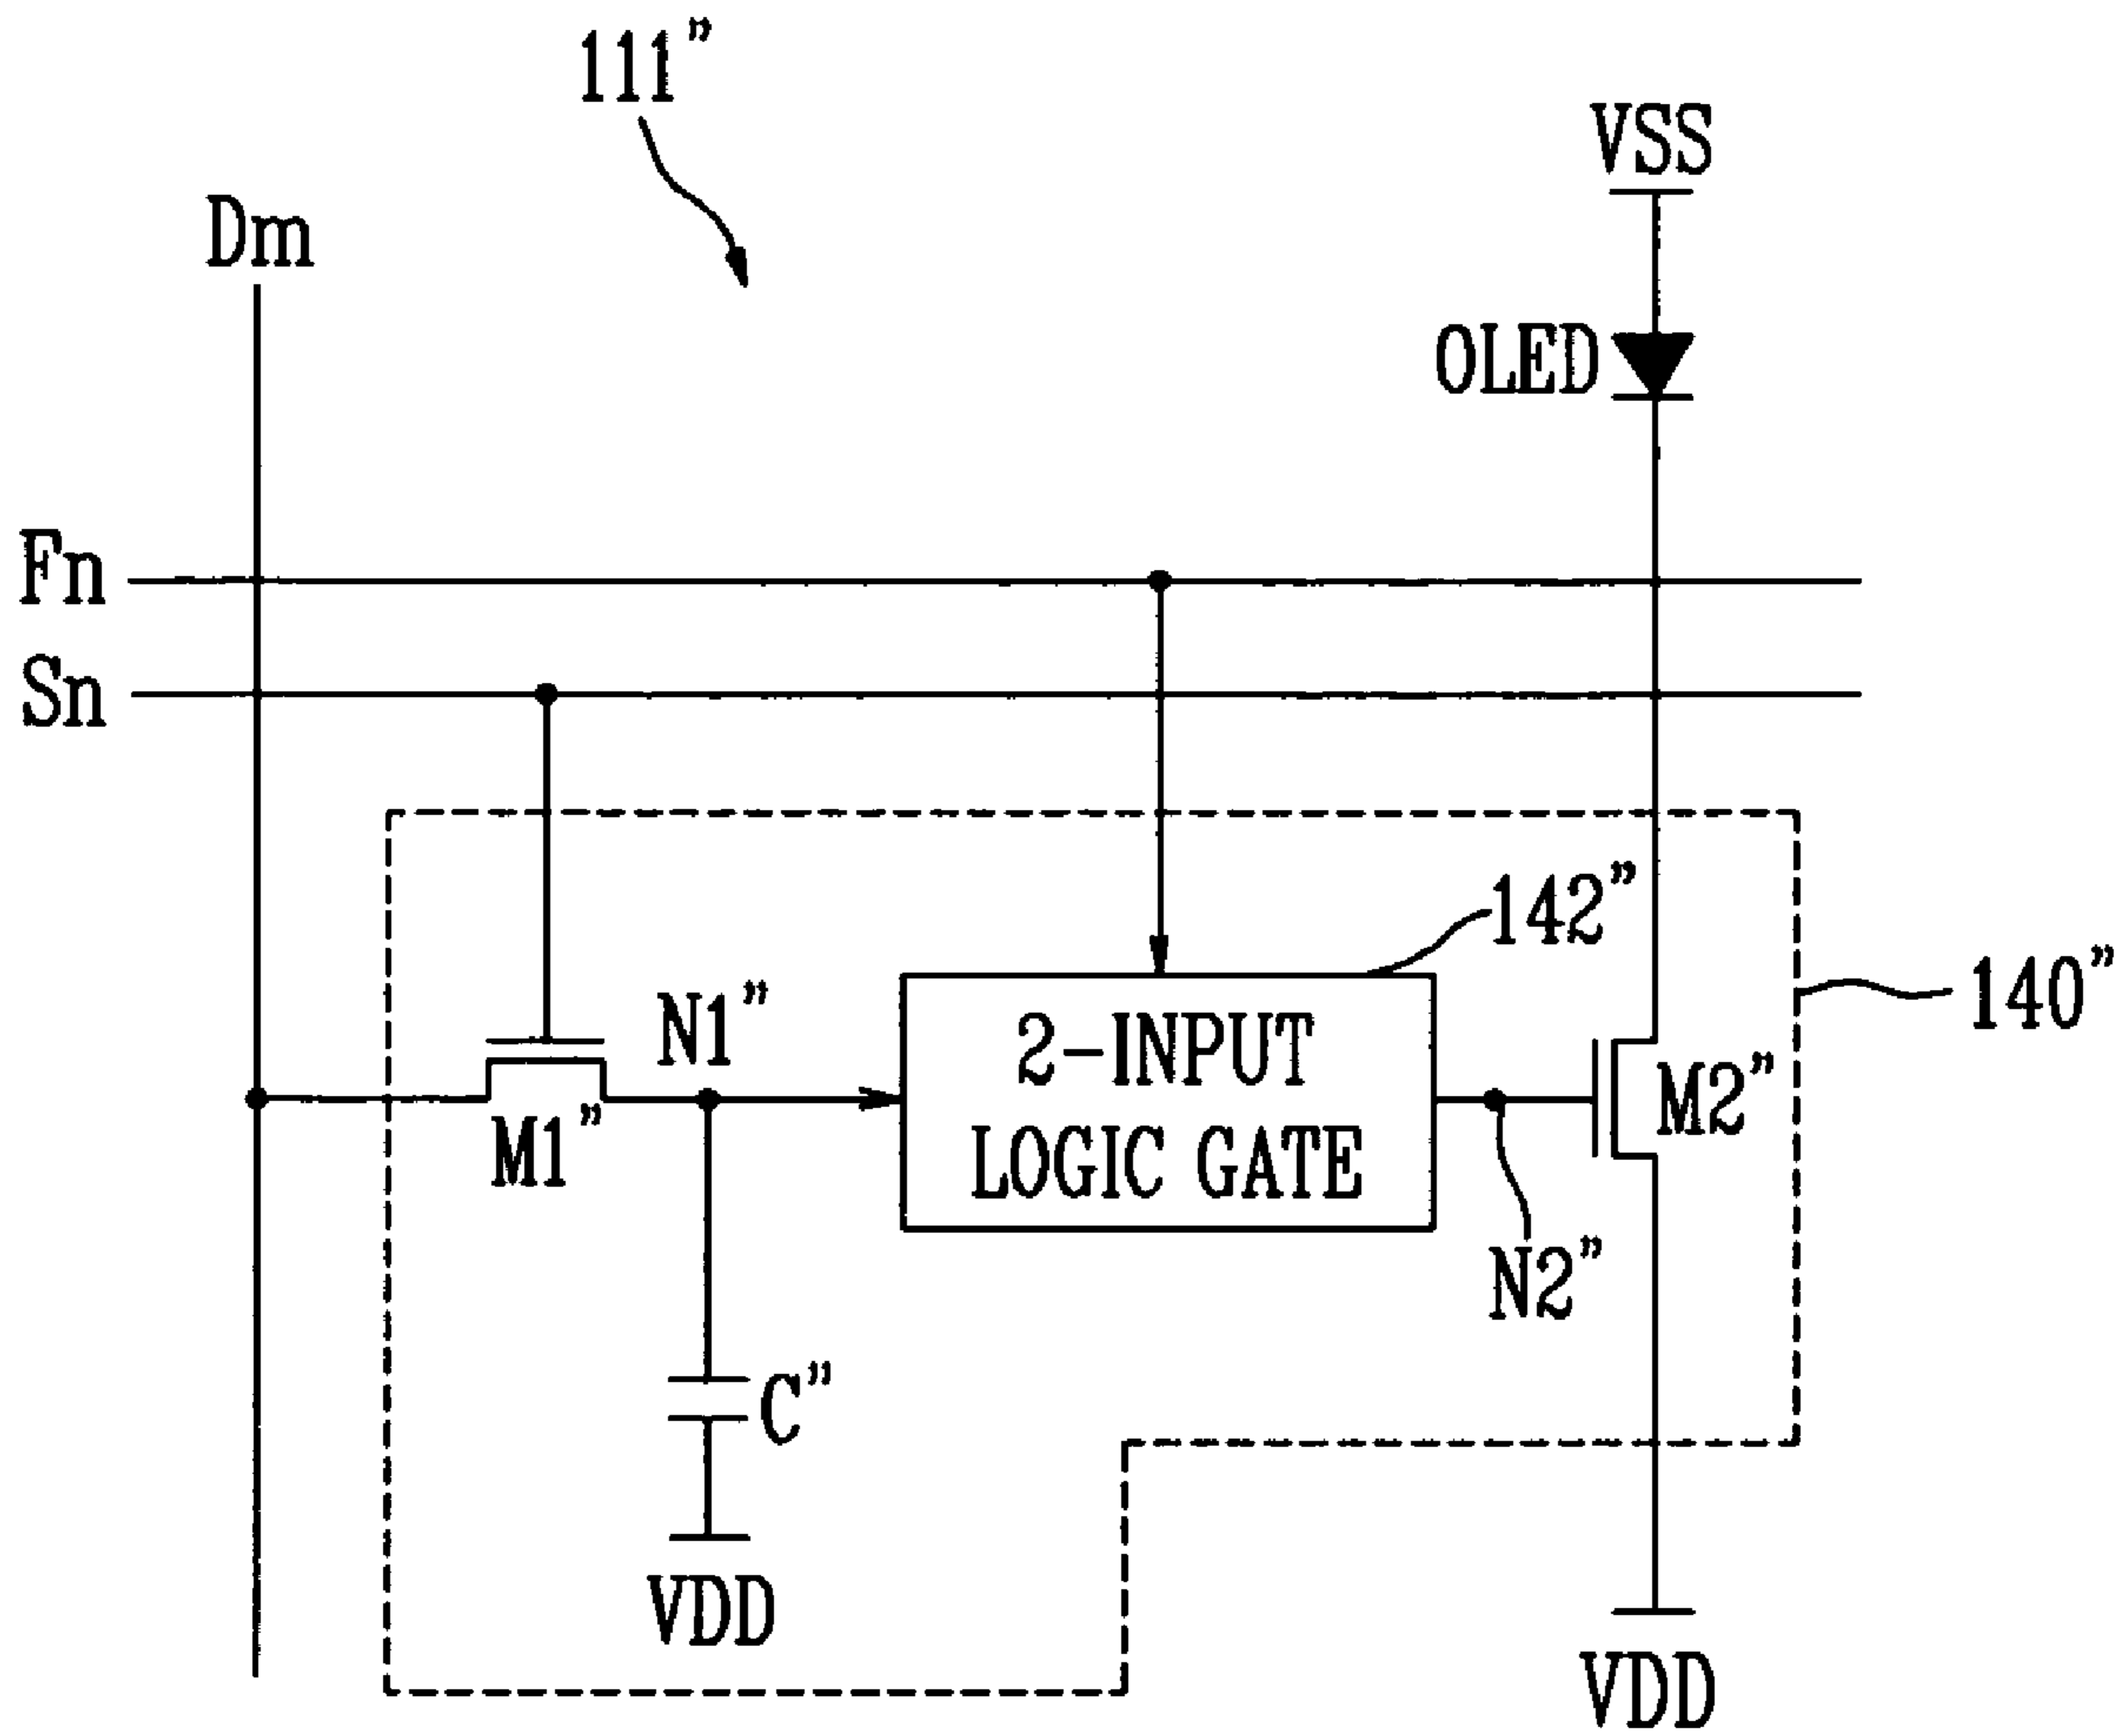 111”
VSS
Dm
OLED
Fn
Sn
142”
140”
N1”
2-INPUT
LOGIC GATE
M2”
M1”
N2”
C”
VDD
VDD